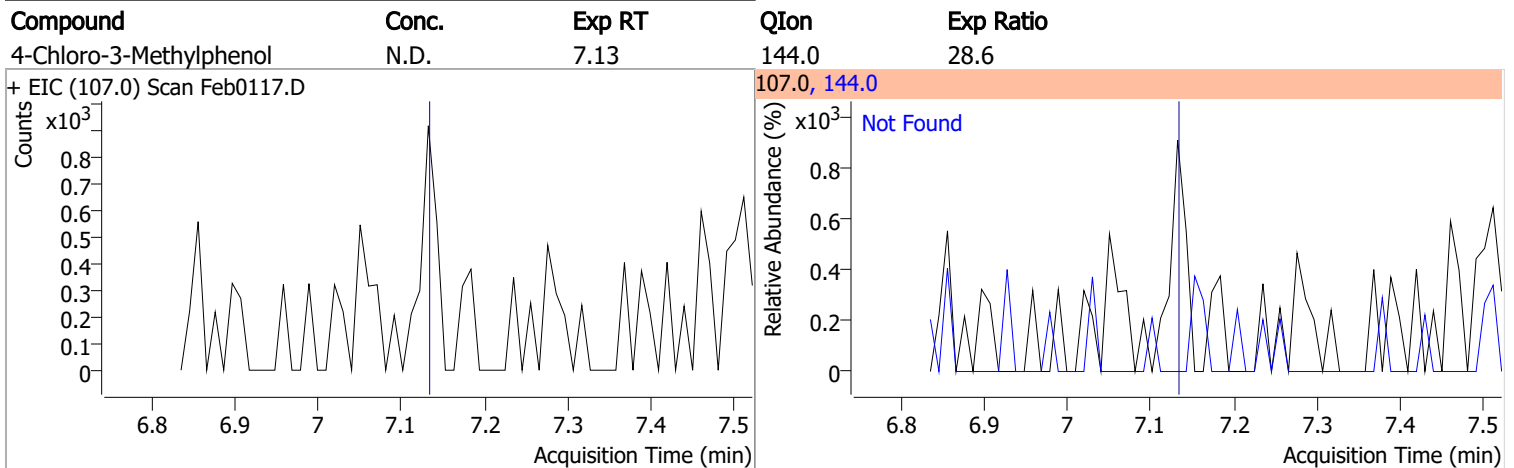 Compound Conc. Exp RT QIon Exp Ratio
4-Chloro-3-Methylphenol N.D. 7.13 144.0 28.6
+ EIC (107.0) Scan Feb0117.D
Counts
x10³
0.8
0.7
0.6
0.5
0.4
0.3
0.2
0.1
0
6.8 6.9 7 7.1 7.2 7.3 7.4 7.5
Acquisition Time (min)
107.0, 144.0
Relative Abundance (%)
x10³
Not Found
0.8
0.6
0.4
0.2
0
6.8 6.9 7 7.1 7.2 7.3 7.4 7.5
Acquisition Time (min)